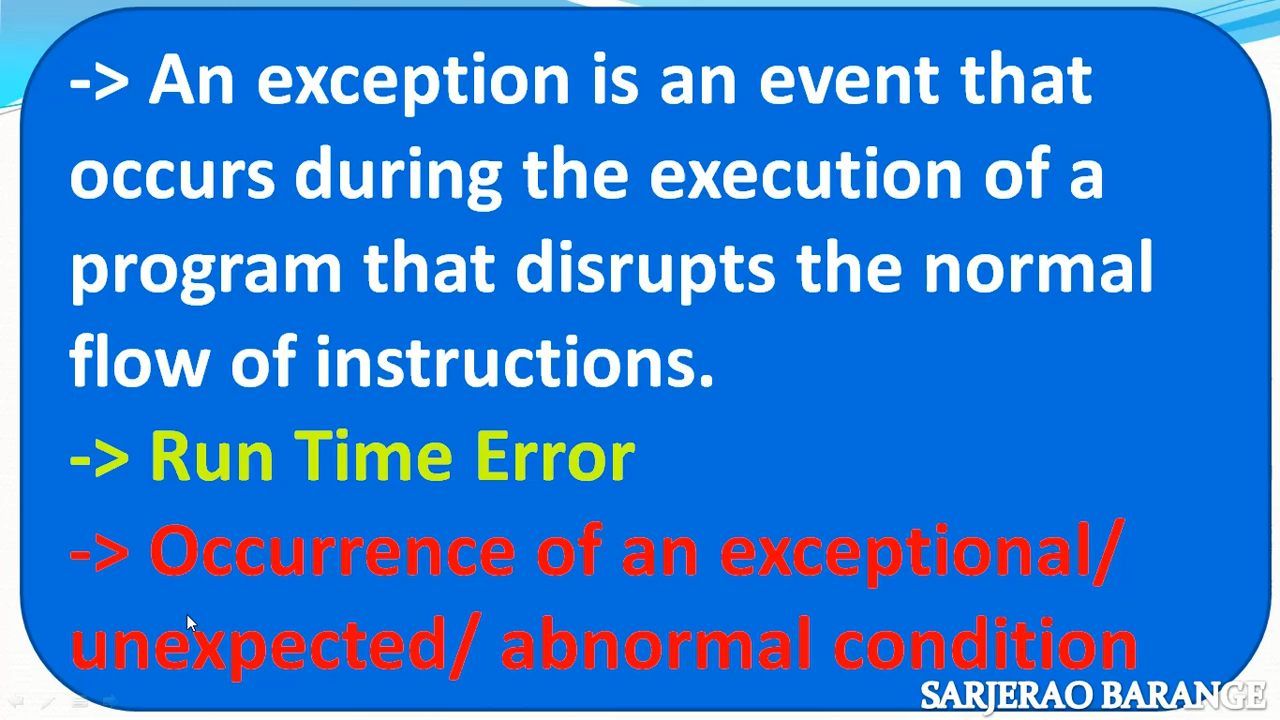 -> An exception is an event that
occurs during the execution of a
program that disrupts the normal
flow of instructions.
-> Run Time Error
-> Occurrence of an exceptional/
unexpected/ abnormal condition
SARJERAO BARANGE